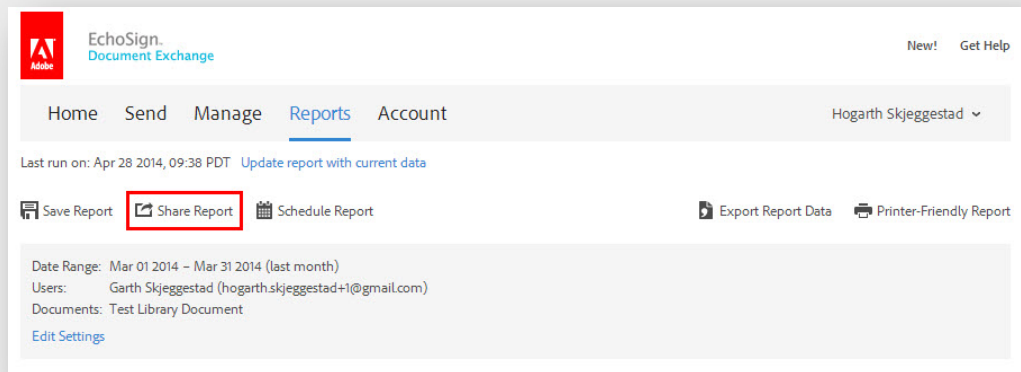 Adobe
EchoSign.
Document Exchange
New! Get Help
Home Send Manage Reports Account Hogarth Skjeggestad
Last run on: Apr 28 2014, 09:38 PDT Update report with current data
Save Report Share Report Schedule Report Export Report Data Printer-Friendly Report
Date Range: Mar 01 2014 – Mar 31 2014 (last month)
Users: Garth Skjeggestad (hogarth.skjeggestad+1@gmail.com)
Documents: Test Library Document
Edit Settings